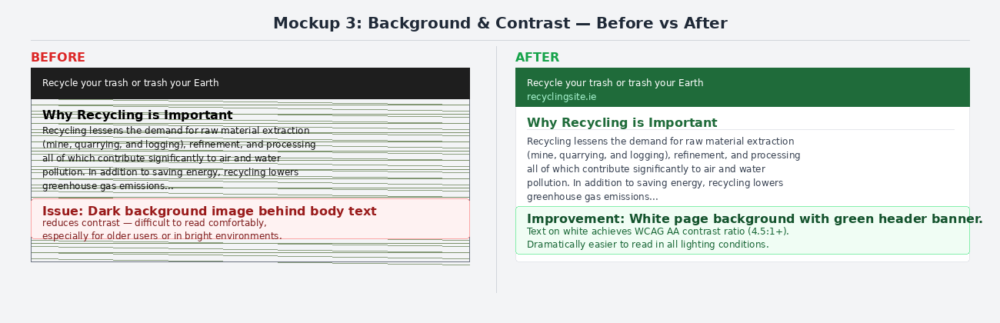 Mockup 3: Background & Contrast — Before vs After
BEFORE
Recycle your trash or trash your Earth
Why Recycling is Important
Recycling lessens the demand for raw material extraction
(mine, quarrying, and logging), refinement, and processing
all of which contribute significantly to air and water
pollution. In addition to saving energy, recycling lowers
greenhouse gas emissions...
Issue: Dark background image behind body text
reduces contrast — difficult to read comfortably,
especially for older users or in bright environments.
AFTER
Recycle your trash or trash your Earth
recyclingsite.ie
Why Recycling is Important
Recycling lessens the demand for raw material extraction
(mine, quarrying, and logging), refinement, and processing
all of which contribute significantly to air and water
pollution. In addition to saving energy, recycling lowers
greenhouse gas emissions...
Improvement: White page background with green header banner.
Text on white achieves WCAG AA contrast ratio (4.5:1+).
Dramatically easier to read in all lighting conditions.